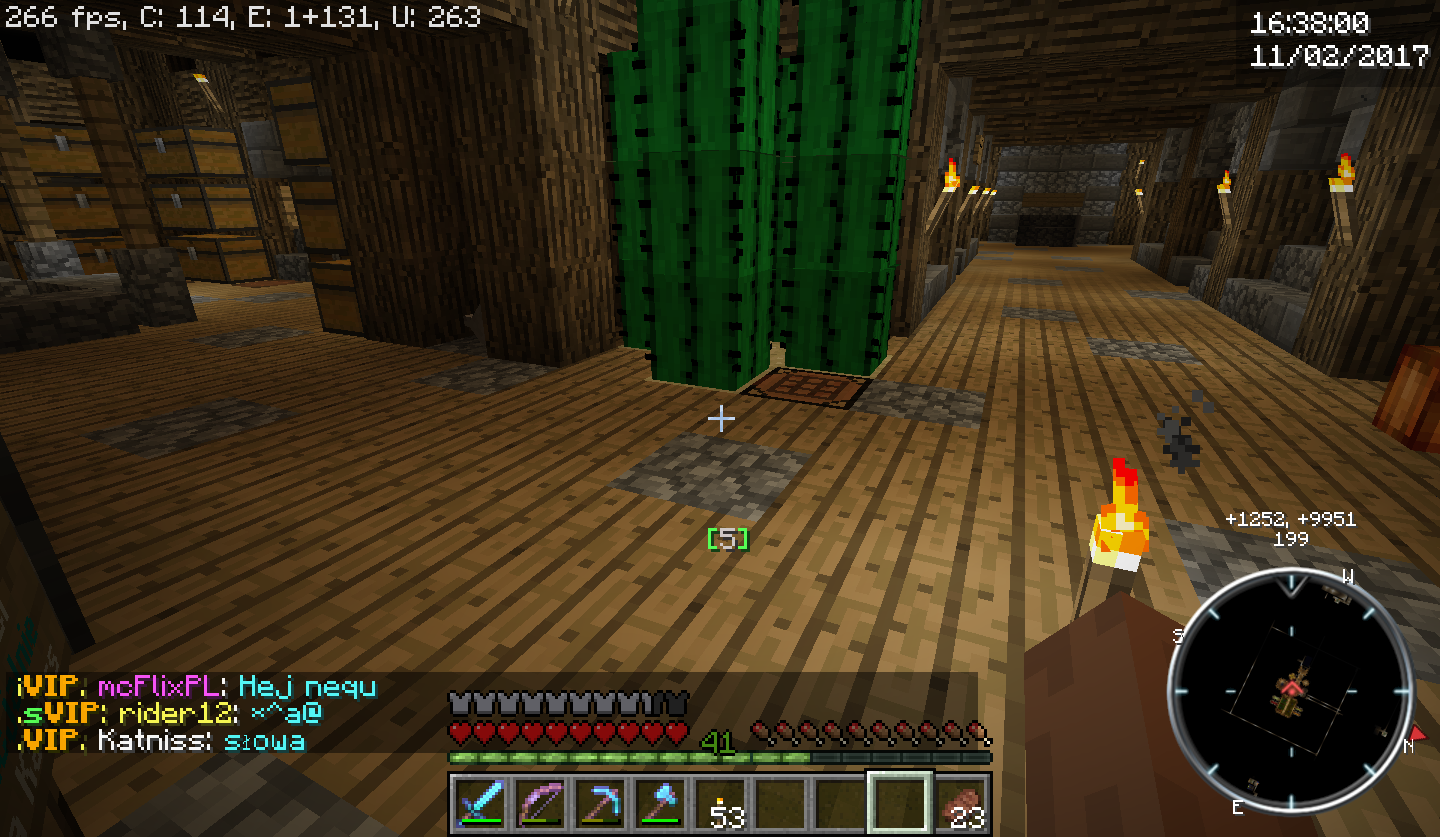 266 fps, C: 114, E: 1+131, U: 263
16:38:00
11/02/2017
[5]
+1252, +9951
199
W
S
N
E
iVIP: mcFlixPL: Hej nequ
.sVIP: rider12: ×^a@
.VIP: Katniss: słowa
41
53
23